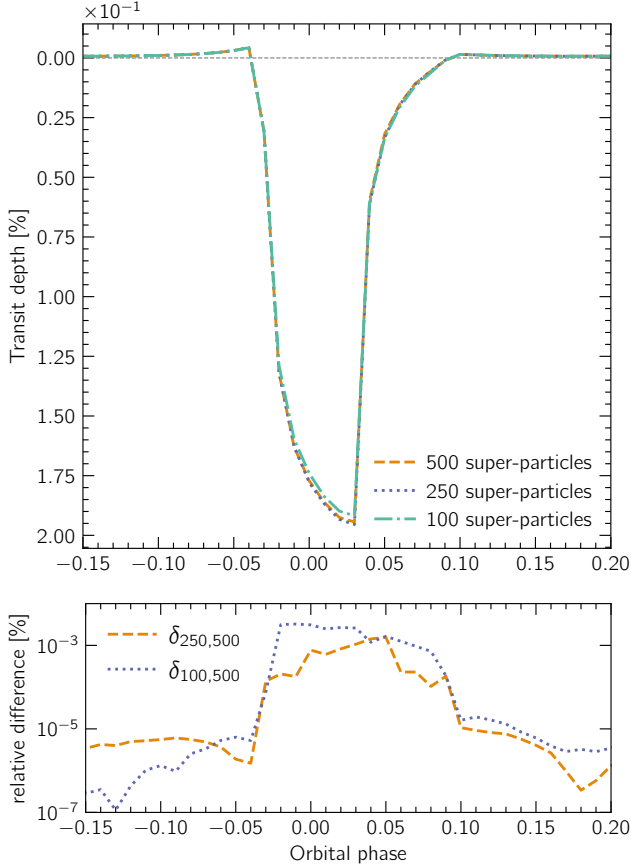 ×10⁻¹
0.00
0.25
0.50
0.75
1.00
1.25
1.50
1.75
2.00
Transit depth [%]
500 super-particles
250 super-particles
100 super-particles
−0.15 −0.10 −0.05 0.00 0.05 0.10 0.15 0.20
relative difference [%]
10⁻³
10⁻⁵
10⁻⁷
δ250,500
δ100,500
−0.15 −0.10 −0.05 0.00 0.05 0.10 0.15 0.20
Orbital phase